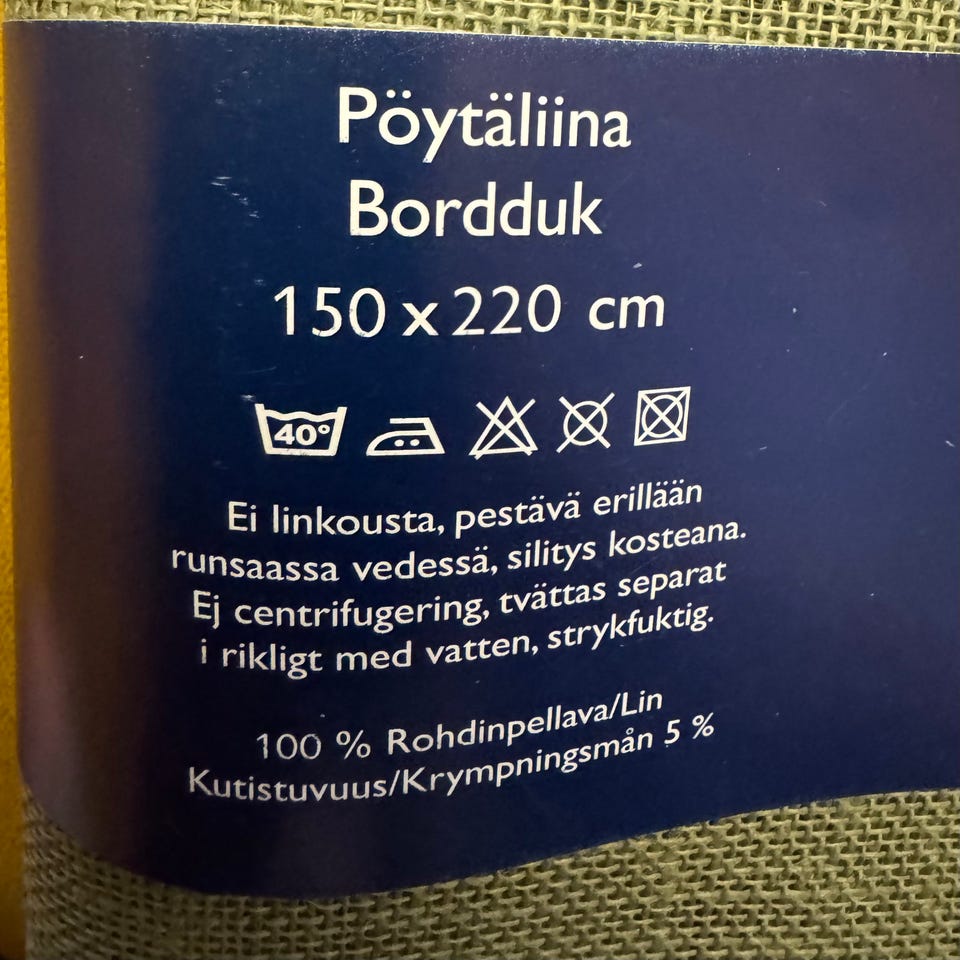 Pöytäliina
Bordduk
150 x 220 cm
40°
Ei linkousta, pestävä erillään
runsaassa vedessä, silitys kosteana.
Ej centrifugering, tvättas separat
i rikligt med vatten, strykfuktig.
100 % Rohdinpellava/Lin
Kutistuvuus/Krympningsmån 5 %